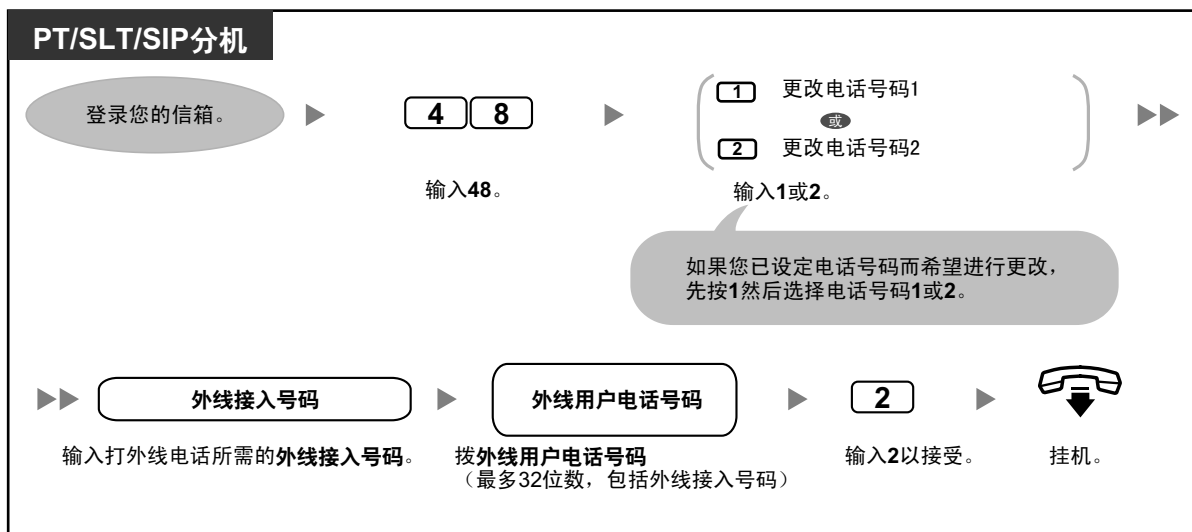 PT/SLT/SIP分机
登录您的信箱。
4 8
输入48。
1 更改电话号码1
或
2 更改电话号码2
输入1或2。
如果您已设定电话号码而希望进行更改，
先按1然后选择电话号码1或2。
外线接入号码
输入打外线电话所需的外线接入号码。
外线用户电话号码
拨外线用户电话号码
（最多32位数，包括外线接入号码）
2
输入2以接受。
挂机。